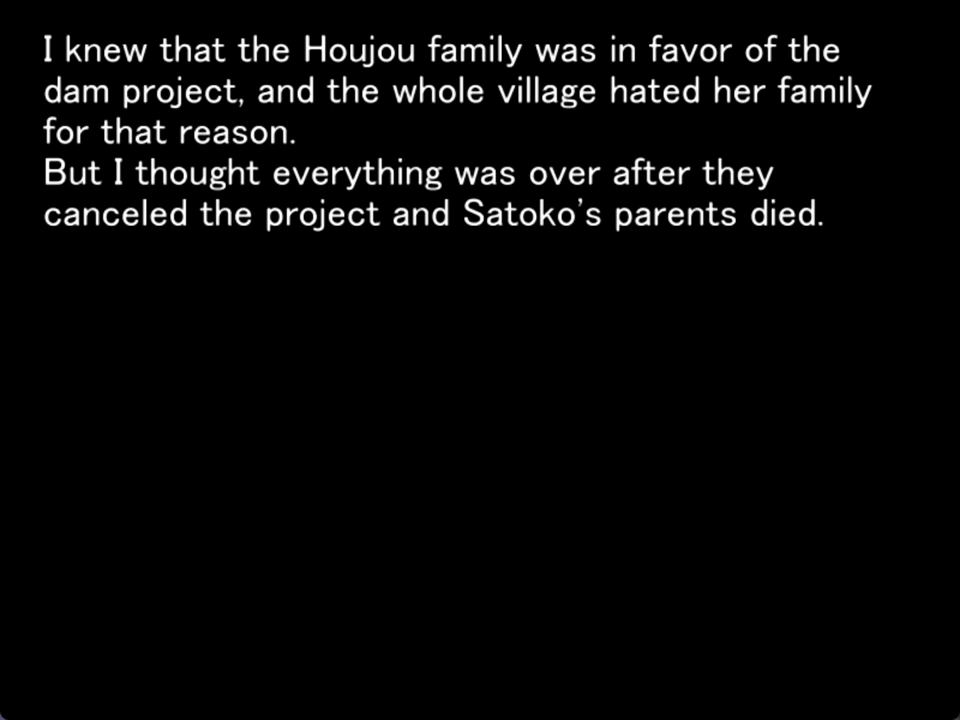 I knew that the Houjou family was in favor of the
dam project, and the whole village hated her family
for that reason.
But I thought everything was over after they
canceled the project and Satoko's parents died.